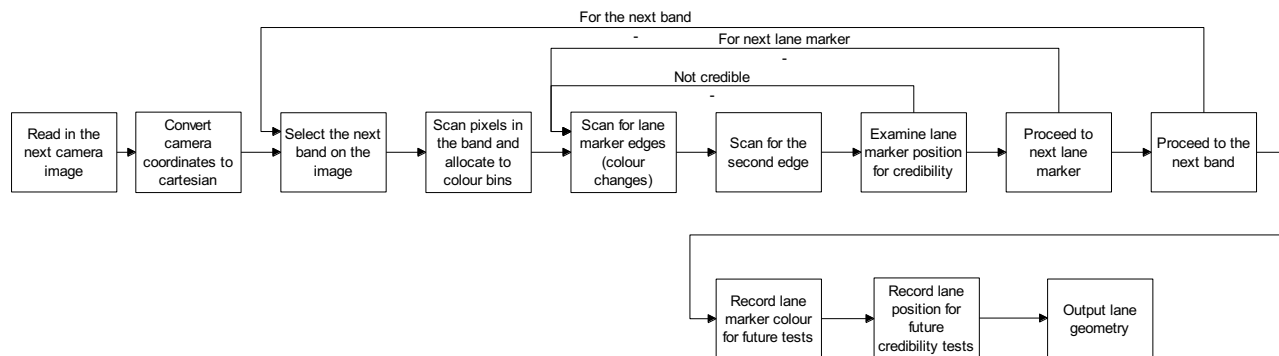 For the next band
-
For next lane marker
-
Not credible
-
Read in the
next camera
image
Convert
camera
coordinates to
cartesian
Select the next
band on the
image
Scan pixels in
the band and
allocate to
colour bins
Scan for lane
marker edges
(colour
changes)
Scan for the
second edge
Examine lane
marker position
for credibility
Proceed to
next lane
marker
Proceed to the
next band
Record lane
marker colour
for future tests
Record lane
position for
future
credibility tests
Output lane
geometry